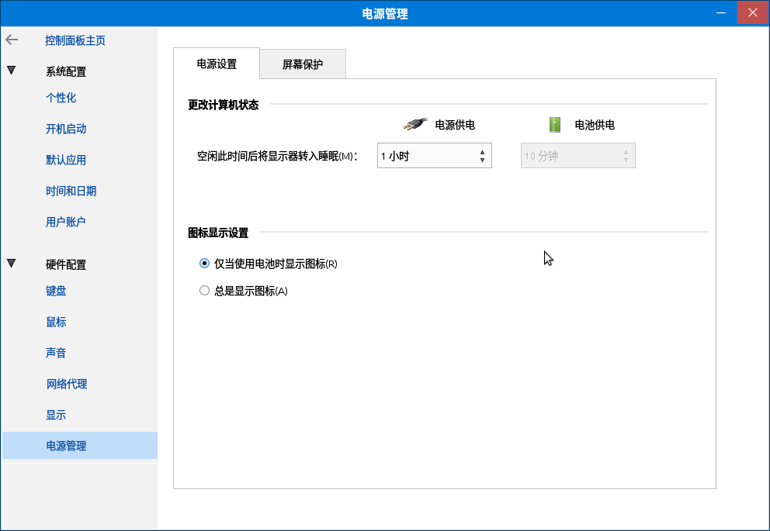 电源管理
控制面板主页
系统配置
个性化
开机启动
默认应用
时间和日期
用户账户
硬件配置
键盘
鼠标
声音
网络代理
显示
电源管理
电源设置
屏幕保护
更改计算机状态
电源供电
电池供电
空闲此时间后将显示器转入睡眠(M)：
1 小时
10 分钟
图标显示设置
仅当使用电池时显示图标(R)
总是显示图标(A)